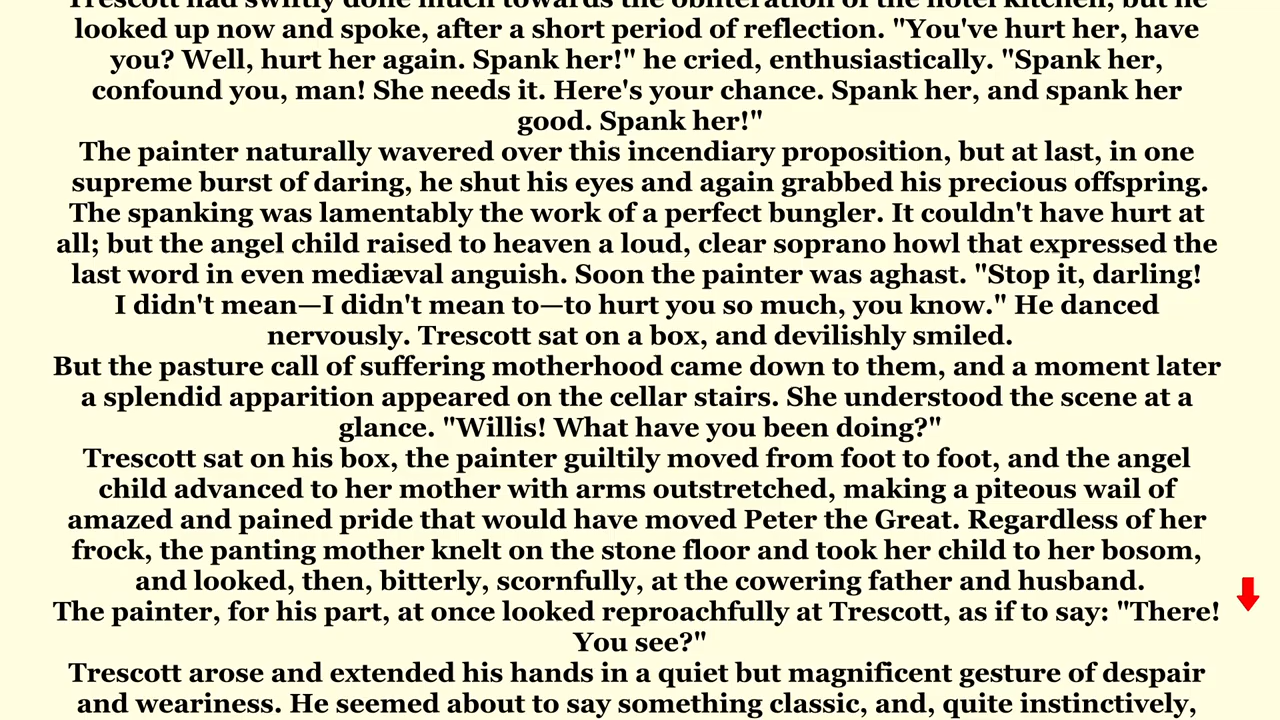 Trescott had swiftly done much towards the obliteration of the hotel kitchen, but he
looked up now and spoke, after a short period of reflection. "You've hurt her, have
you? Well, hurt her again. Spank her!" he cried, enthusiastically. "Spank her,
confound you, man! She needs it. Here's your chance. Spank her, and spank her
good. Spank her!"
The painter naturally wavered over this incendiary proposition, but at last, in one
supreme burst of daring, he shut his eyes and again grabbed his precious offspring.
The spanking was lamentably the work of a perfect bungler. It couldn't have hurt at
all; but the angel child raised to heaven a loud, clear soprano howl that expressed the
last word in even mediæval anguish. Soon the painter was aghast. "Stop it, darling!
I didn't mean—I didn't mean to—to hurt you so much, you know." He danced
nervously. Trescott sat on a box, and devilishly smiled.
But the pasture call of suffering motherhood came down to them, and a moment later
a splendid apparition appeared on the cellar stairs. She understood the scene at a
glance. "Willis! What have you been doing?"
Trescott sat on his box, the painter guiltily moved from foot to foot, and the angel
child advanced to her mother with arms outstretched, making a piteous wail of
amazed and pained pride that would have moved Peter the Great. Regardless of her
frock, the panting mother knelt on the stone floor and took her child to her bosom,
and looked, then, bitterly, scornfully, at the cowering father and husband.
The painter, for his part, at once looked reproachfully at Trescott, as if to say: "There!
You see?"
Trescott arose and extended his hands in a quiet but magnificent gesture of despair
and weariness. He seemed about to say something classic, and, quite instinctively,